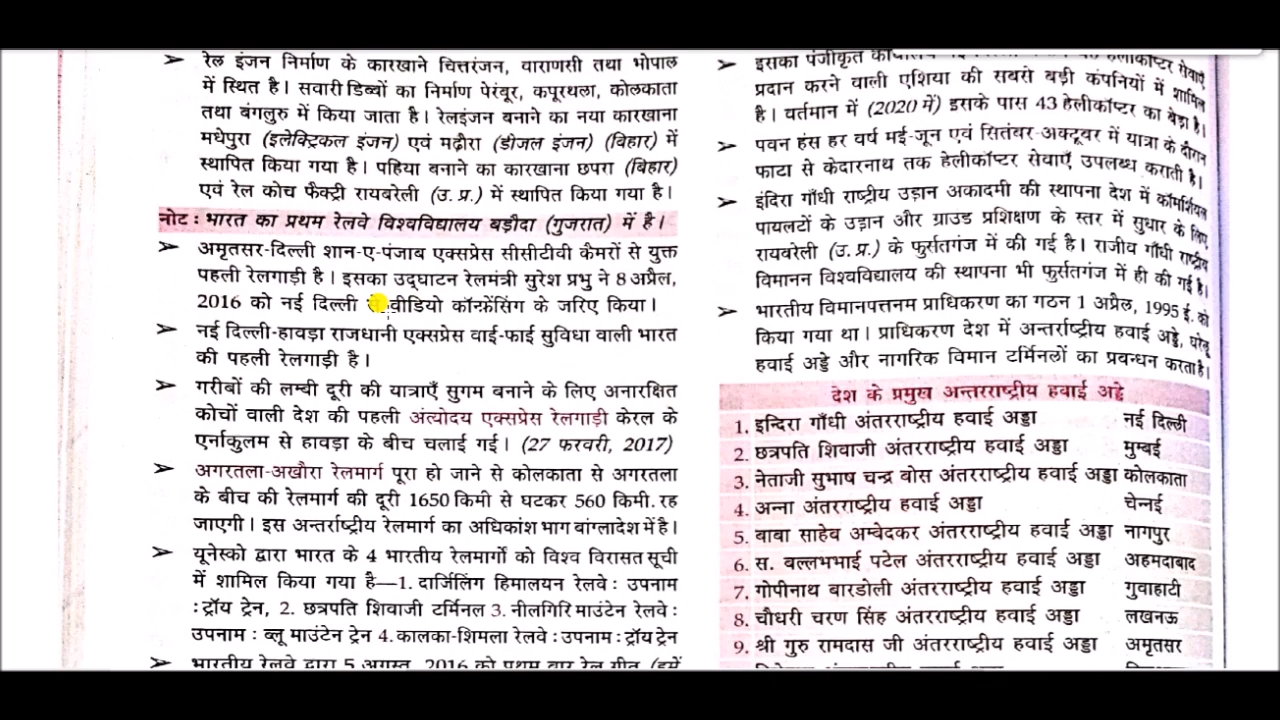 रेल इंजन निर्माण के कारखाने चित्तरंजन, वाराणसी तथा भोपाल
में स्थित है। सवारी डिब्बों का निर्माण पेरंबूर, कपूरथला, कोलकाता
तथा बंगलुरु में किया जाता है। रेलइंजन बनाने का नया कारखाना
मधेपुरा (इलेक्ट्रिकल इंजन) एवं मढ़ौरा (डीजल इंजन) (बिहार) में
स्थापित किया गया है। पहिया बनाने का कारखाना छपरा (बिहार)
एवं रेल कोच फैक्ट्री रायबरेली (उ. प्र.) में स्थापित किया गया है।
नोट : भारत का प्रथम रेलवे विश्वविद्यालय बड़ौदा (गुजरात) में है।
अमृतसर-दिल्ली शान-ए-पंजाब एक्सप्रेस सीसीटीवी कैमरों से युक्त
पहली रेलगाड़ी है। इसका उद्घाटन रेलमंत्री सुरेश प्रभु ने 8 अप्रैल,
2016 को नई दिल्ली वीडियो कॉन्फ्रेंसिंग के जरिए किया।
नई दिल्ली-हावड़ा राजधानी एक्सप्रेस वाई-फाई सुविधा वाली भारत
की पहली रेलगाड़ी है।
गरीबों की लम्बी दूरी की यात्राएँ सुगम बनाने के लिए अनारक्षित
कोचों वाली देश की पहली अंत्योदय एक्सप्रेस रेलगाड़ी केरल के
एर्नाकुलम से हावड़ा के बीच चलाई गई। (27 फरवरी, 2017)
अगरतला-अखौरा रेलमार्ग पूरा हो जाने से कोलकाता से अगरतला
के बीच की रेलमार्ग की दूरी 1650 किमी से घटकर 560 किमी. रह
जाएगी। इस अन्तर्राष्ट्रीय रेलमार्ग का अधिकांश भाग बांग्लादेश में है।
यूनेस्को द्वारा भारत के 4 भारतीय रेलमार्गो को विश्व विरासत सूची
में शामिल किया गया है—1. दार्जिलिंग हिमालयन रेलवे : उपनाम
: ट्रॉय ट्रेन, 2. छत्रपति शिवाजी टर्मिनल 3. नीलगिरि माउंटेन रेलवे :
उपनाम : ब्लू माउंटेन ट्रेन 4. कालका-शिमला रेलवे : उपनाम : ट्रॉय ट्रेन
भारतीय रेलवे द्वारा 5 अगस्त, 2016 को प्रथम बार रेल गीत (इसें
इसका पंजीकृत कार्यालय हेलीकॉप्टर सेवाएँ
प्रदान करने वाली एशिया की सबसे बड़ी कंपनियों में शामिल
है। वर्तमान में (2020 में) इसके पास 43 हेलीकॉप्टर का बेड़ा है।
पवन हंस हर वर्ष मई-जून एवं सितंबर-अक्टूबर में यात्रा के दौरान
फाटा से केदारनाथ तक हेलीकॉप्टर सेवाएँ उपलब्ध कराती है।
इंदिरा गाँधी राष्ट्रीय उड़ान अकादमी की स्थापना देश में कॉमर्शियल
पायलटों के उड़ान और ग्राउड प्रशिक्षण के स्तर में सुधार के लिए
रायबरेली (उ. प्र.) के फुर्सतगंज में की गई है। राजीव गाँधी राष्ट्रीय
विमानन विश्वविद्यालय की स्थापना भी फुर्सतगंज में ही की गई है।
भारतीय विमानपत्तनम प्राधिकरण का गठन 1 अप्रैल, 1995 ई. को
किया गया था। प्राधिकरण देश में अन्तर्राष्ट्रीय हवाई अड्डे, घरेलू
हवाई अड्डे और नागरिक विमान टर्मिनलों का प्रबन्धन करता है।
देश के प्रमुख अन्तरराष्ट्रीय हवाई अड्डे
1. इन्दिरा गाँधी अंतरराष्ट्रीय हवाई अड्डा नई दिल्ली
2. छत्रपति शिवाजी अंतरराष्ट्रीय हवाई अड्डा मुम्बई
3. नेताजी सुभाष चन्द्र बोस अंतरराष्ट्रीय हवाई अड्डा कोलकाता
4. अन्ना अंतरराष्ट्रीय हवाई अड्डा चेन्नई
5. बाबा साहेब अम्बेदकर अंतरराष्ट्रीय हवाई अड्डा नागपुर
6. स. बल्लभभाई पटेल अंतरराष्ट्रीय हवाई अड्डा अहमदाबाद
7. गोपीनाथ बारडोली अंतरराष्ट्रीय हवाई अड्डा गुवाहाटी
8. चौधरी चरण सिंह अंतरराष्ट्रीय हवाई अड्डा लखनऊ
9. श्री गुरु रामदास जी अंतरराष्ट्रीय हवाई अड्डा अमृतसर